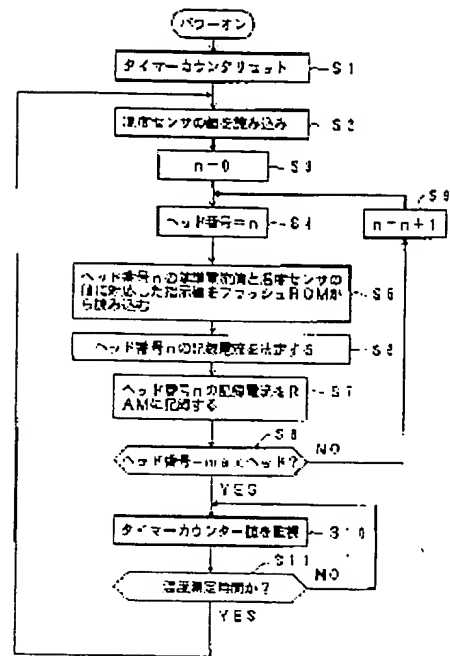 パワーオン
タイマーカウンタリセット
S1
温度センサの値を読み込み
S2
n=0
S3
S9
n=n+1
ヘッド番号=n
S4
ヘッド番号nの基準電流値と温度センサの
値に対応した指示値をフラッシュROMか
ら読み込む
S5
ヘッド番号nの記録電流を決定する
S6
S7
ヘッド番号nの記録電流をR
AMに記憶する
S8
ヘッド番号=maxヘッド?
NO
YES
タイマーカウンター値を監視
S10
S11
温度測定時間か?
NO
YES